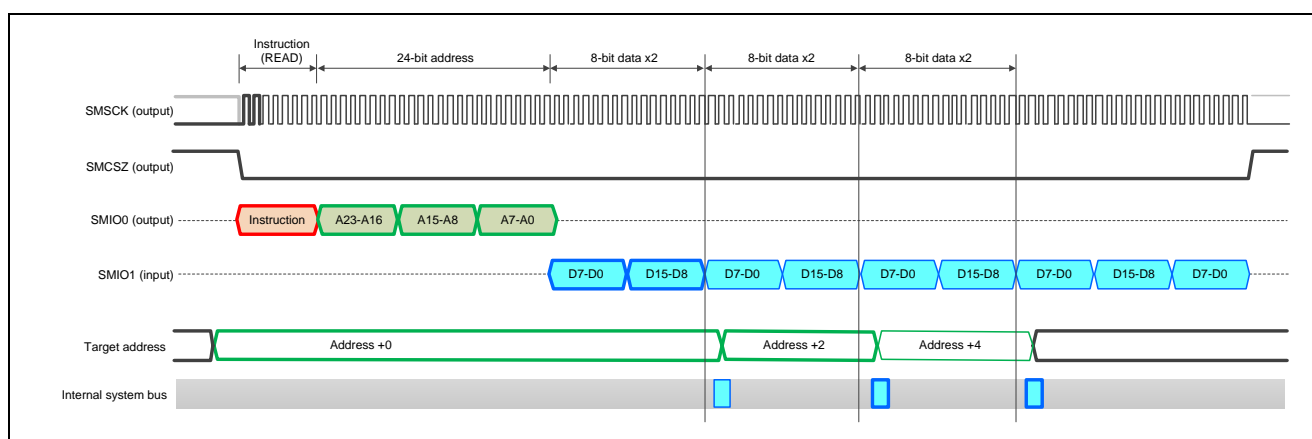 Instruction
(READ)
24-bit address
8-bit data x2
8-bit data x2
8-bit data x2
SMSCK (output)
SMCSZ (output)
SMIO0 (output)
Instruction
A23-A16
A15-A8
A7-A0
SMIO1 (input)
D7-D0
D15-D8
D7-D0
D15-D8
D7-D0
D15-D8
D7-D0
D15-D8
D7-D0
Target address
Address +0
Address +2
Address +4
Internal system bus